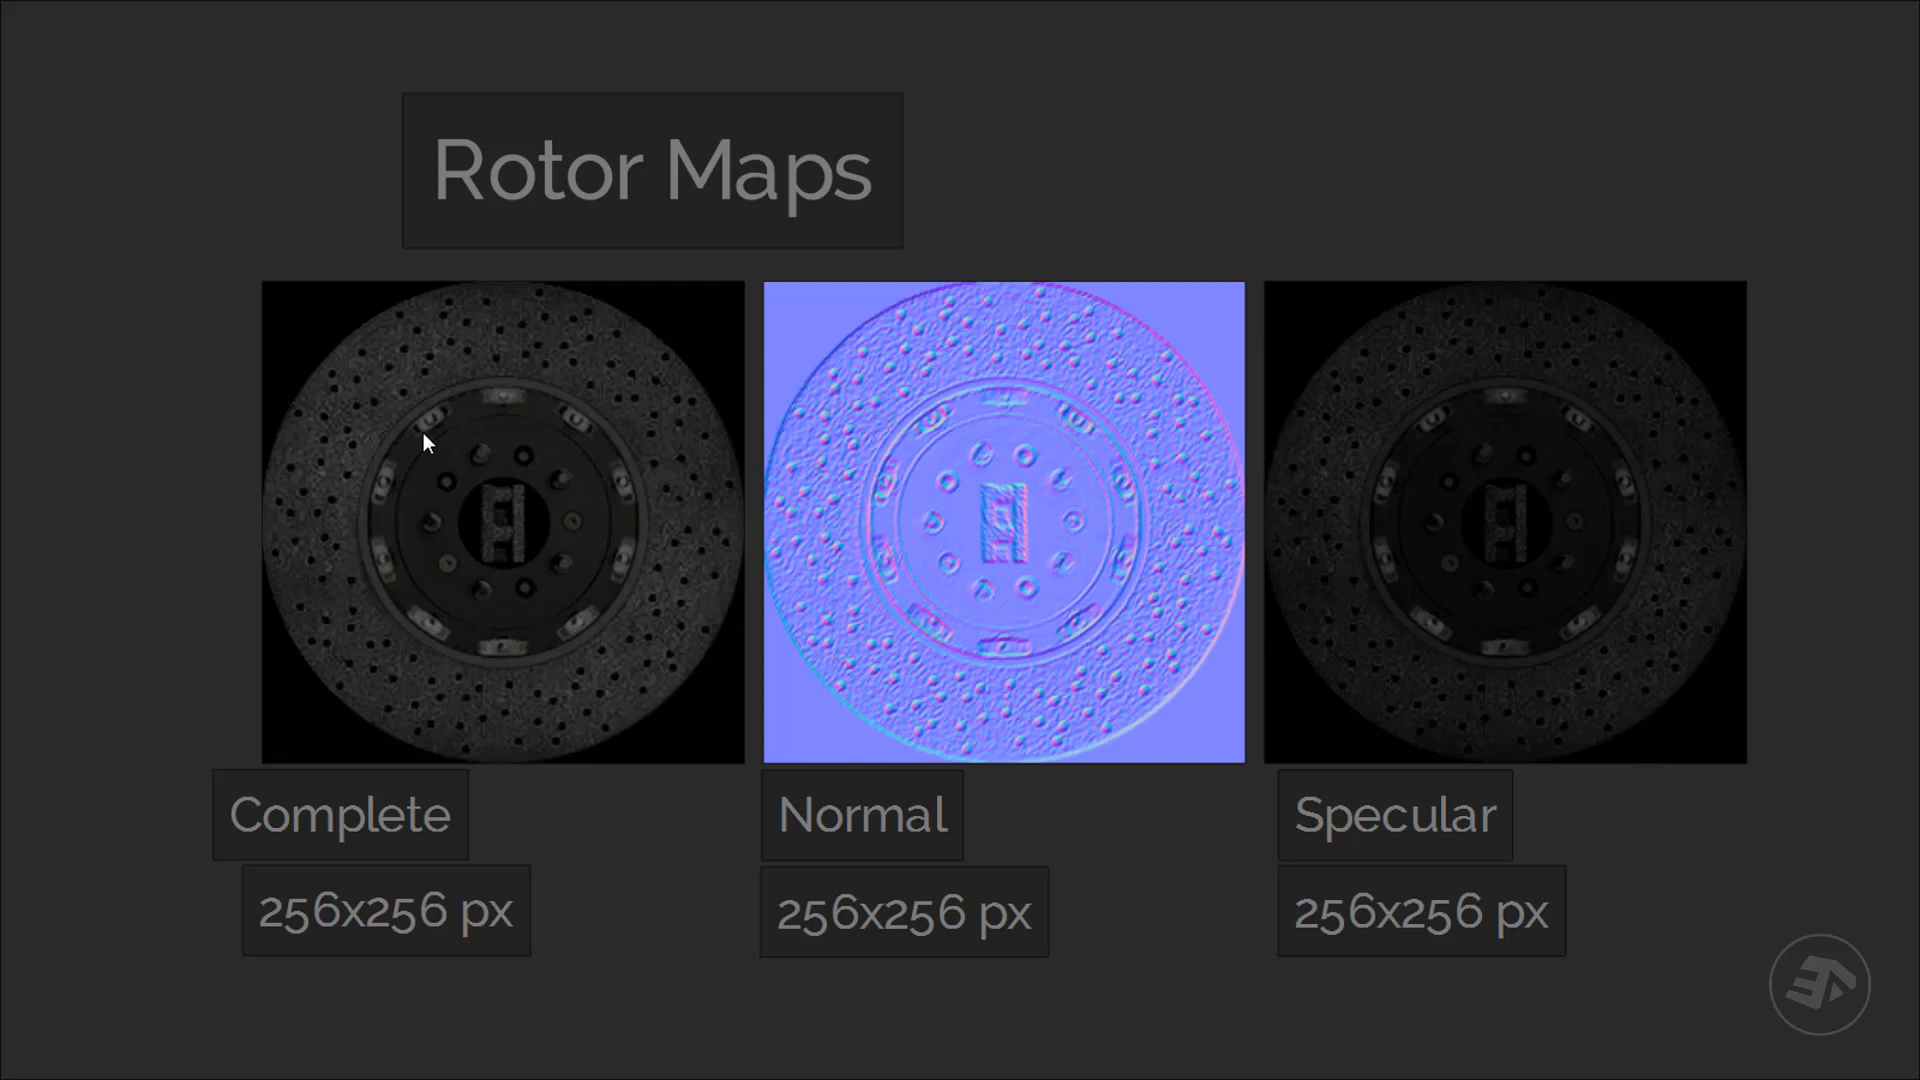 Rotor Maps
Complete
Normal
Specular
256x256 px
256x256 px
256x256 px